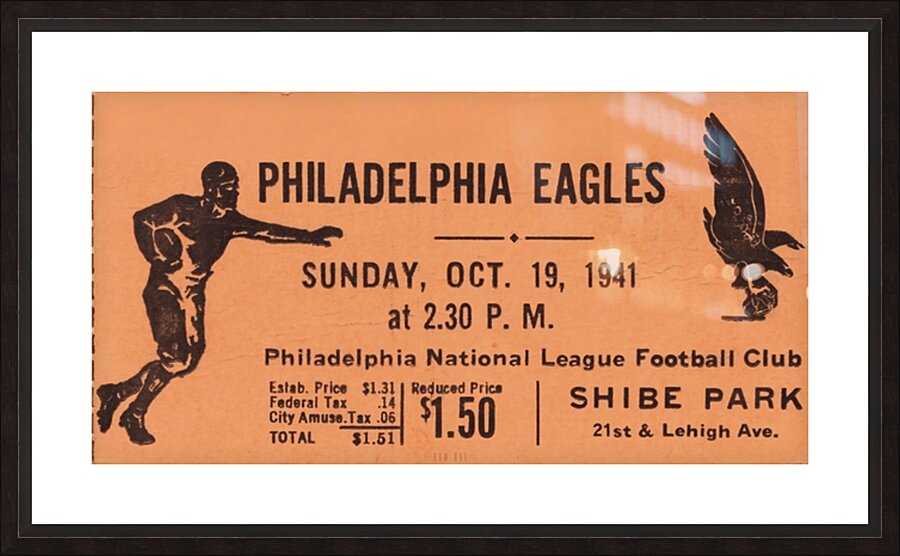 PHILADELPHIA EAGLES
SUNDAY, OCT. 19, 1941
at 2.30 P. M.
Philadelphia National League Football Club
Estab. Price $1.31
Federal Tax .14
City Amuse.Tax .06
TOTAL $1.51
Reduced Price
$1.50
SHIBE PARK
21st & Lehigh Ave.